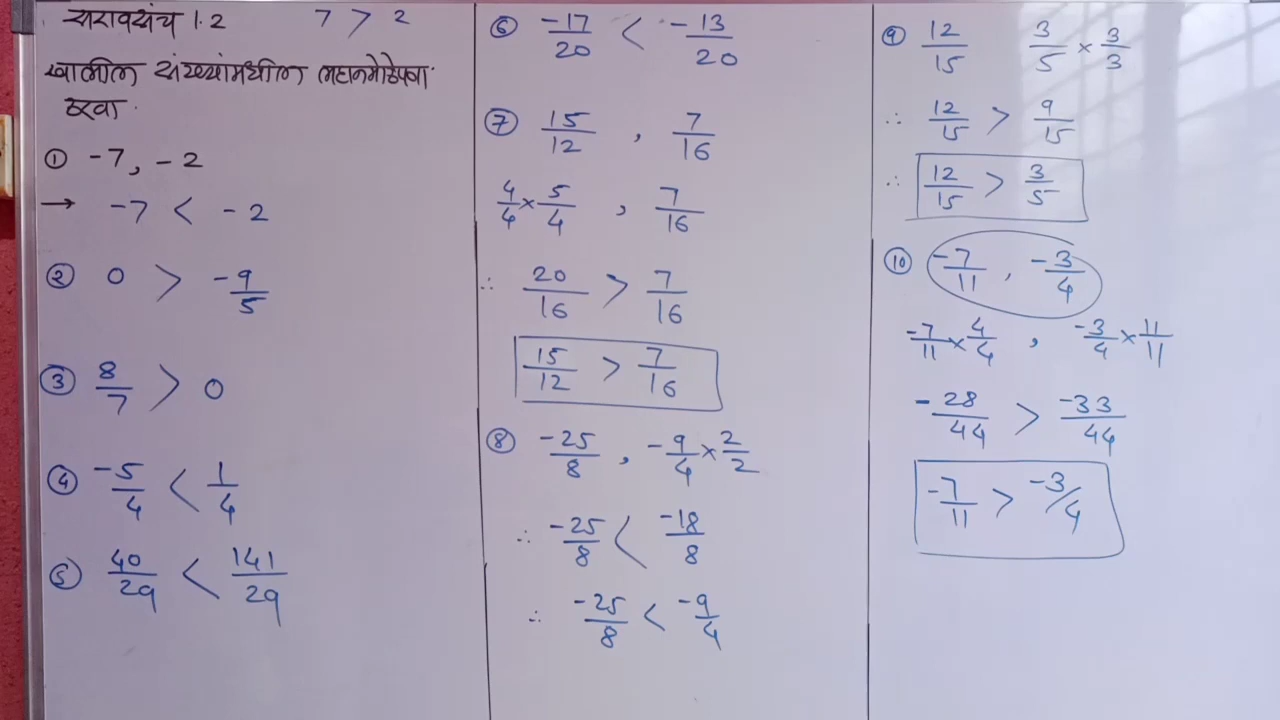 सरावसंच 1.2 7 > 2
खालील संख्यांमधील लहानमोठेपणा
ठरवा.
① -7, -2
→ -7 < -2
② 0 > -9/5
③ 8/7 > 0
④ -5/4 < 1/4
⑤ 40/29 < 141/29
⑥ -17/20 < -13/20
⑦ 15/12 , 7/16
4/4 × 5/4 , 7/16
∴ 20/16 > 7/16
15/12 > 7/16
⑧ -25/8 , -9/4 × 2/2
∴ -25/8 < -18/8
∴ -25/8 < -9/4
⑨ 12/15 3/5 × 3/3
∴ 12/15 > 9/15
∴ 12/15 > 3/5
⑩ -7/11 , -3/4
-7/11 × 4/4 , -3/4 × 11/11
-28/44 > -33/44
-7/11 > -3/4